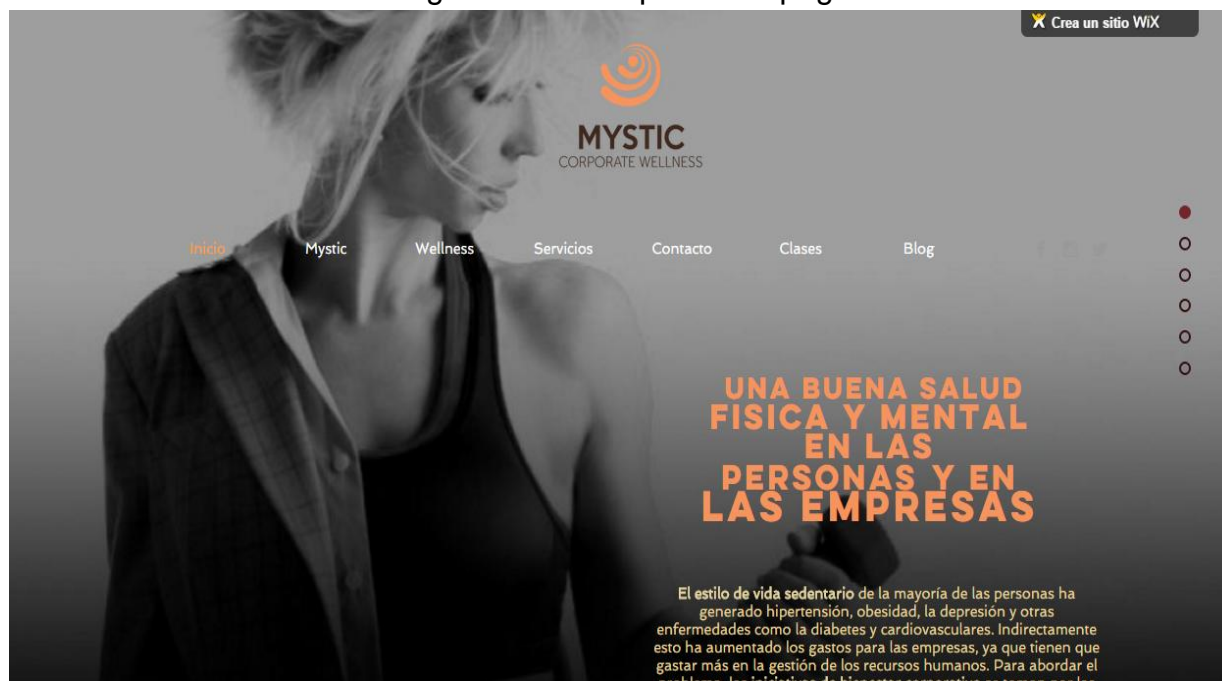 Crea un sitio WiX
MYSTIC
CORPORATE WELLNESS
Inicio Mystic Wellness Servicios Contacto Clases Blog
UNA BUENA SALUD
FISICA Y MENTAL
EN LAS
PERSONAS Y EN
LAS EMPRESAS
El estilo de vida sedentario de la mayoría de las personas ha
generado hipertensión, obesidad, la depresión y otras
enfermedades como la diabetes y cardiovasculares. Indirectamente
esto ha aumentado los gastos para las empresas, ya que tienen que
gastar más en la gestión de los recursos humanos. Para abordar el